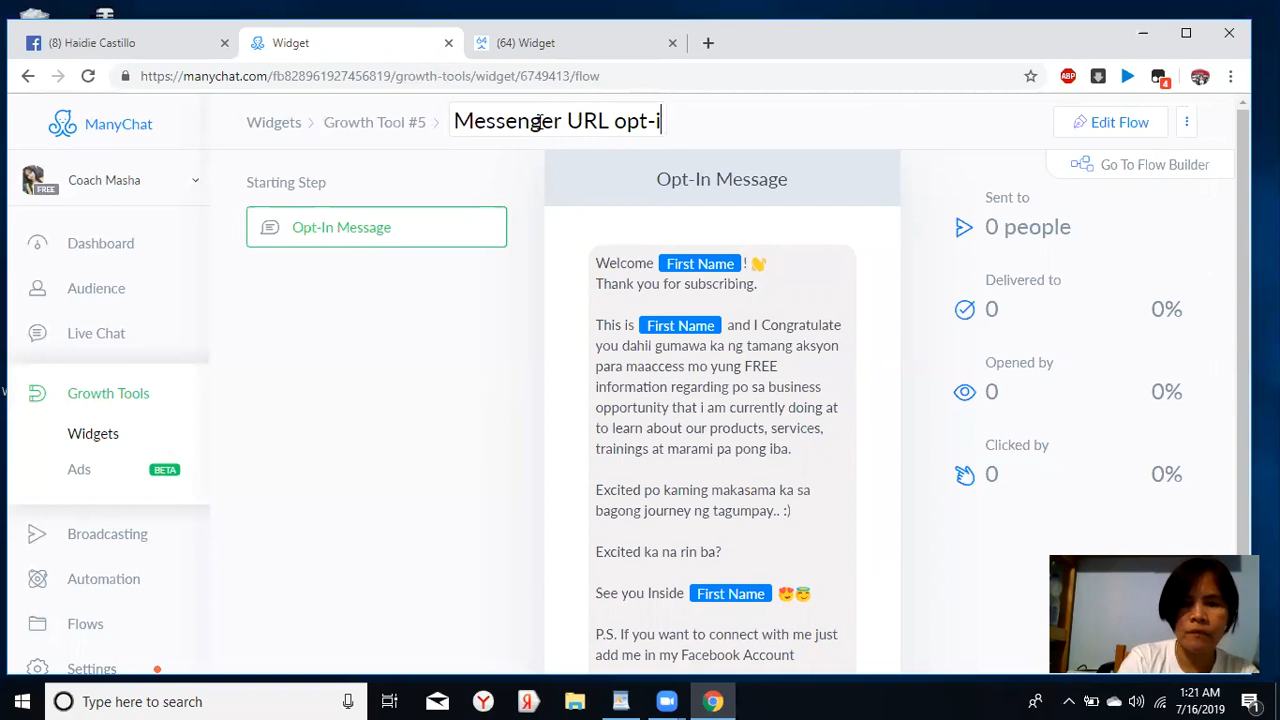 (8) Haidie Castillo
Widget
(64) Widget
https://manychat.com/fb828961927456819/growth-tools/widget/6749413/flow
ABP
4
ManyChat
Widgets
Growth Tool #5
Messenger URL opt-i
Edit Flow
Go To Flow Builder
FREE
Coach Masha
Dashboard
Audience
Live Chat
Growth Tools
Widgets
Ads
BETA
Broadcasting
Automation
Flows
Settings
Starting Step
Opt-In Message
Opt-In Message
Welcome First Name ! 👋
Thank you for subscribing.
This is First Name and I Congratulate
you dahil gumawa ka ng tamang aksyon
para maaccess mo yung FREE
information regarding po sa business
opportunity that i am currently doing at
to learn about our products, services,
trainings at marami pa pong iba.
Excited po kaming makasama ka sa
bagong journey ng tagumpay.. :)
Excited ka na rin ba?
See you Inside First Name 😍😇
P.S. If you want to connect with me just
add me in my Facebook Account
Sent to
0 people
Delivered to
0 0%
Opened by
0 0%
Clicked by
0 0%
Type here to search
1:21 AM
7/16/2019
1